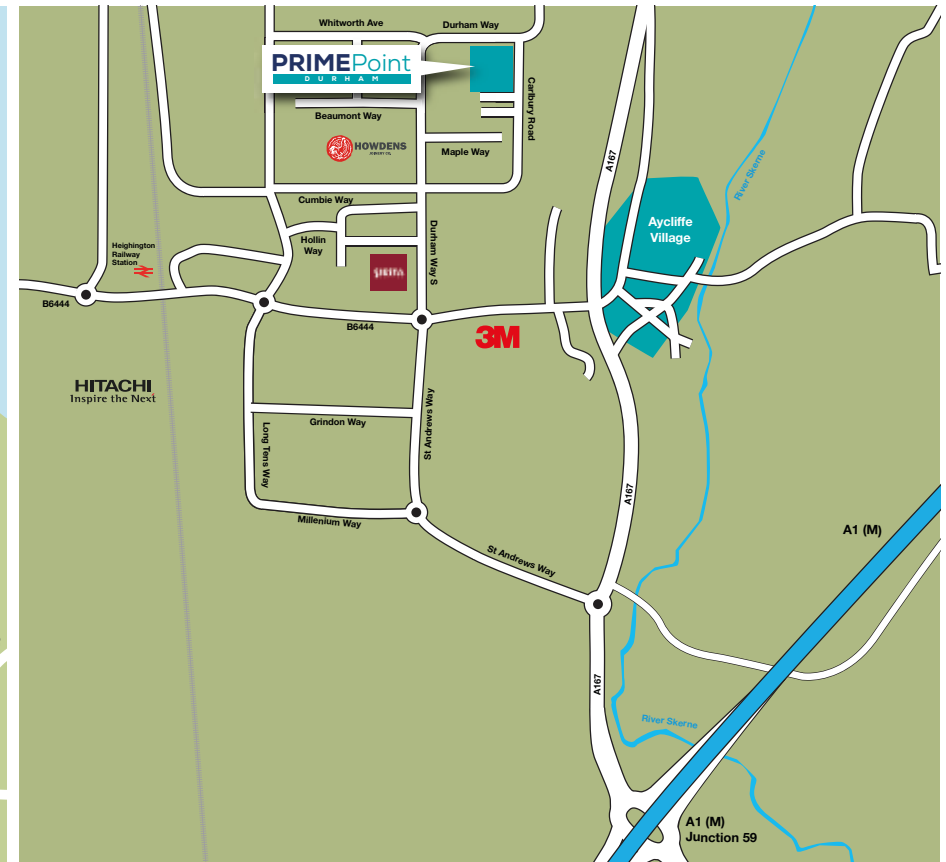 Whitworth Ave
Durham Way
PRIMEPoint
DURHAM
Carlbury Road
Beaumont Way
HOWDENS
JOINERY CO.
Maple Way
A167
River Skerne
Cumbie Way
Aycliffe
Village
Hollin
Way
Durham Way S
Heighington
Railway
Station
B6444
B6444
3M
HITACHI
Inspire the Next
Long Tens Way
Grindon Way
St Andrews Way
Millenium Way
A167
A1 (M)
St Andrews Way
A167
River Skerne
A1 (M)
Junction 59